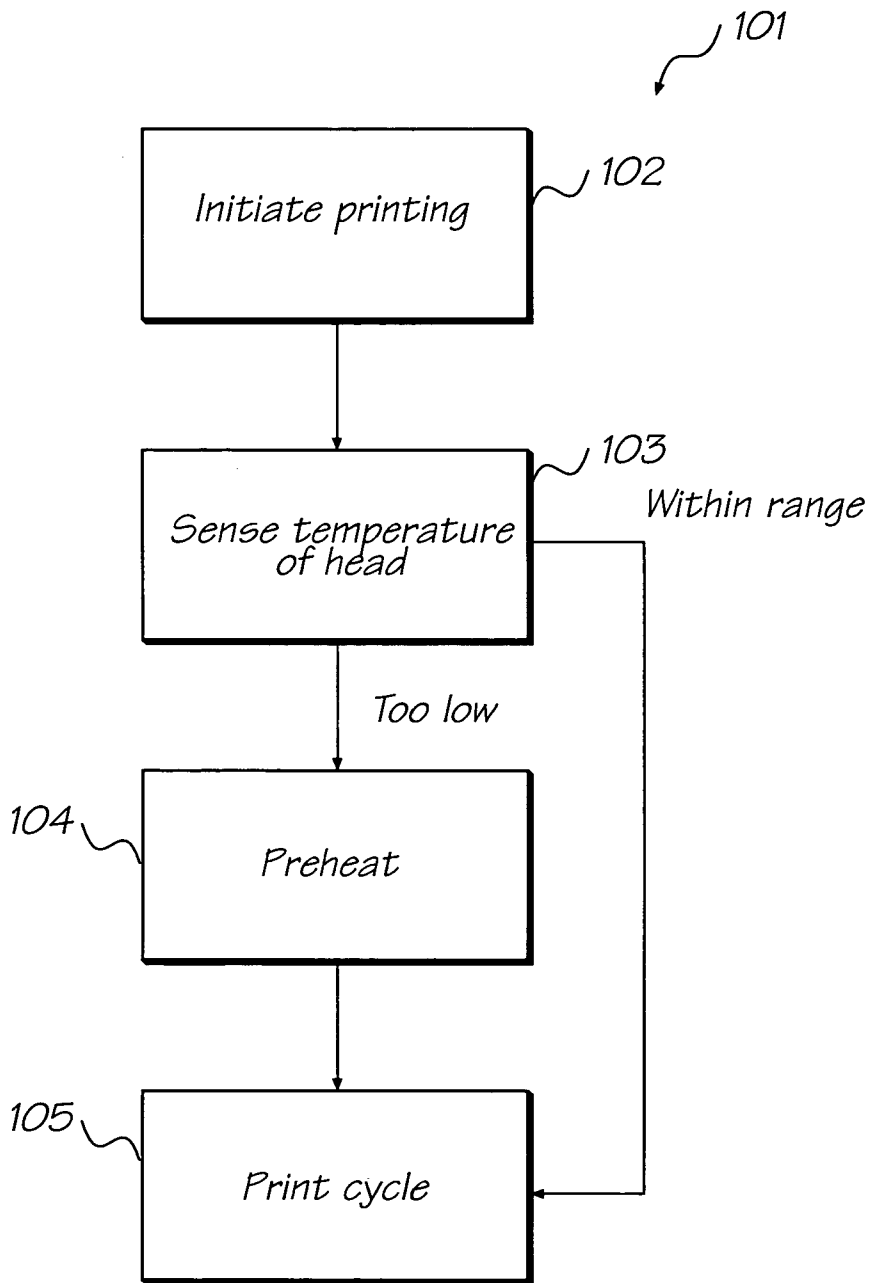 101
Initiate printing
102
103
Within range
Sense temperature
of head
Too low
104
Preheat
105
Print cycle